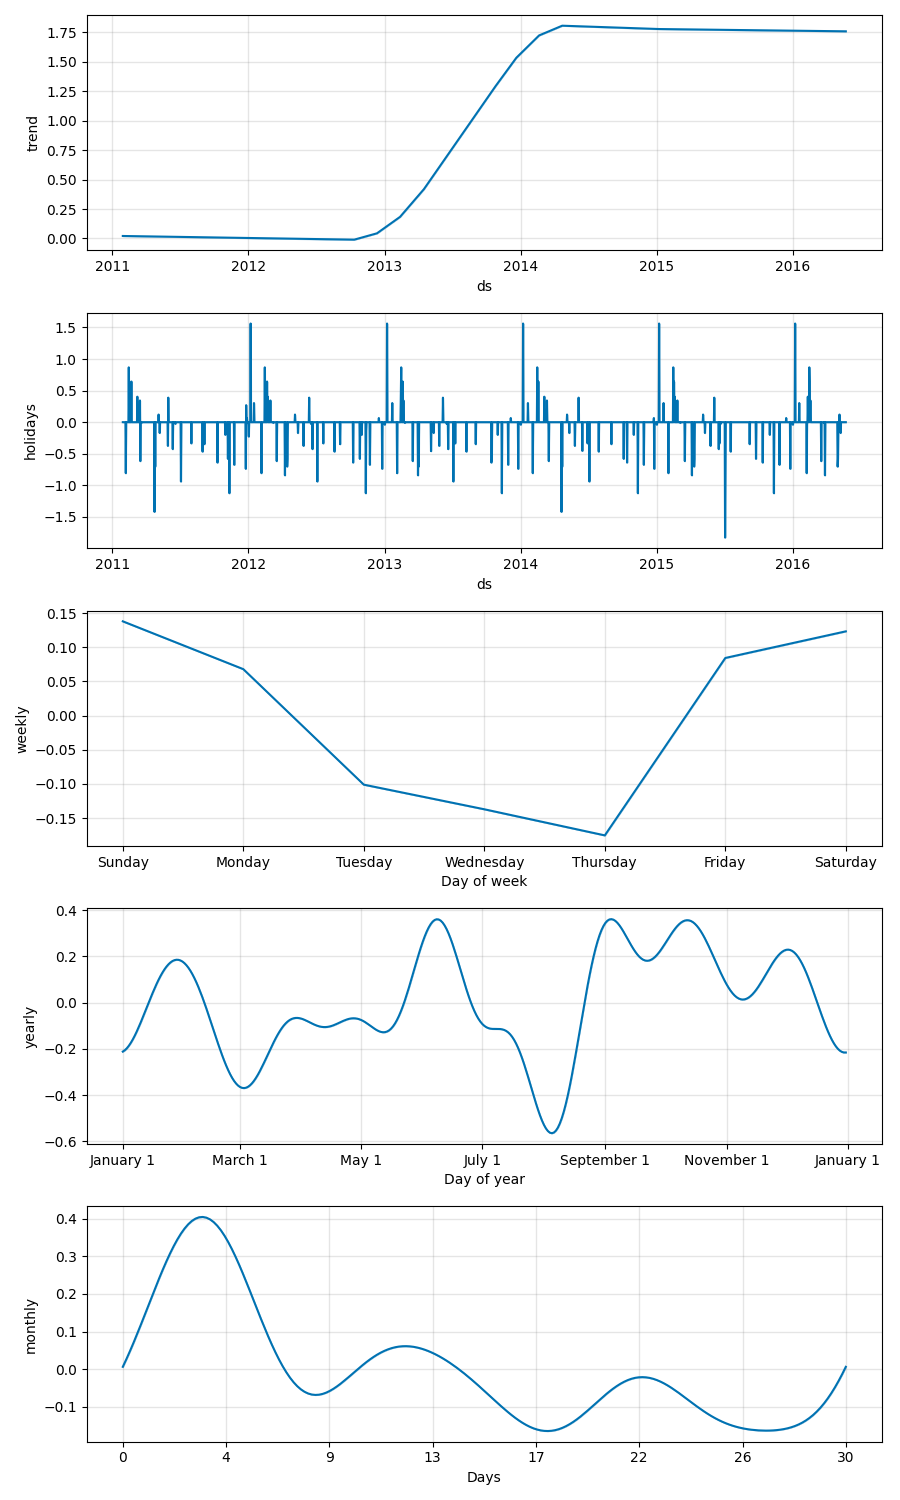 trend
1.75
1.50
1.25
1.00
0.75
0.50
0.25
0.00
2011 2012 2013 2014 2015 2016
ds
holidays
1.5
1.0
0.5
0.0
−0.5
−1.0
−1.5
2011 2012 2013 2014 2015 2016
ds
weekly
0.15
0.10
0.05
0.00
−0.05
−0.10
−0.15
Sunday Monday Tuesday Wednesday Thursday Friday Saturday
Day of week
yearly
0.4
0.2
0.0
−0.2
−0.4
−0.6
January 1 March 1 May 1 July 1 September 1 November 1 January 1
Day of year
monthly
0.4
0.3
0.2
0.1
0.0
−0.1
0 4 9 13 17 22 26 30
Days